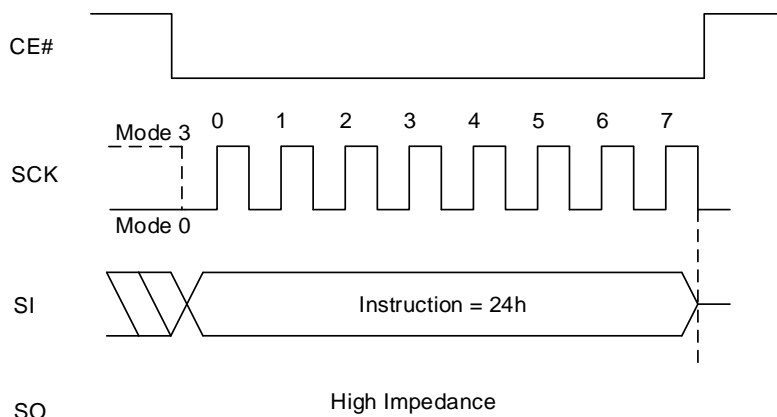 CE#
0 1 2 3 4 5 6 7
Mode 3
SCK
Mode 0
SI
Instruction = 24h
High Impedance
SO